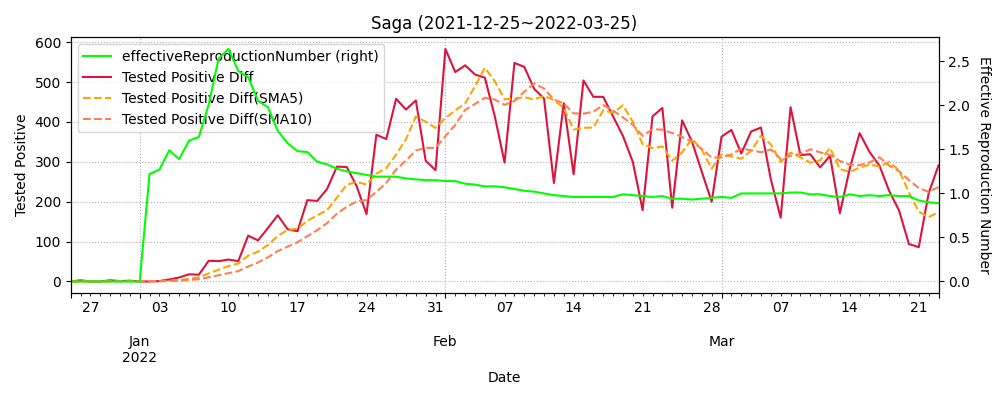 Saga (2021-12-25~2022-03-25)
effectiveReproductionNumber (right)
Tested Positive Diff
Tested Positive Diff(SMA5)
Tested Positive Diff(SMA10)
Tested Positive
600
500
400
300
200
100
0
Effective Reproduction Number
2.5
2.0
1.5
1.0
0.5
0.0
27 03 10 17 24 31 07 14 21 28 07 14 21
Jan Feb Mar
2022
Date